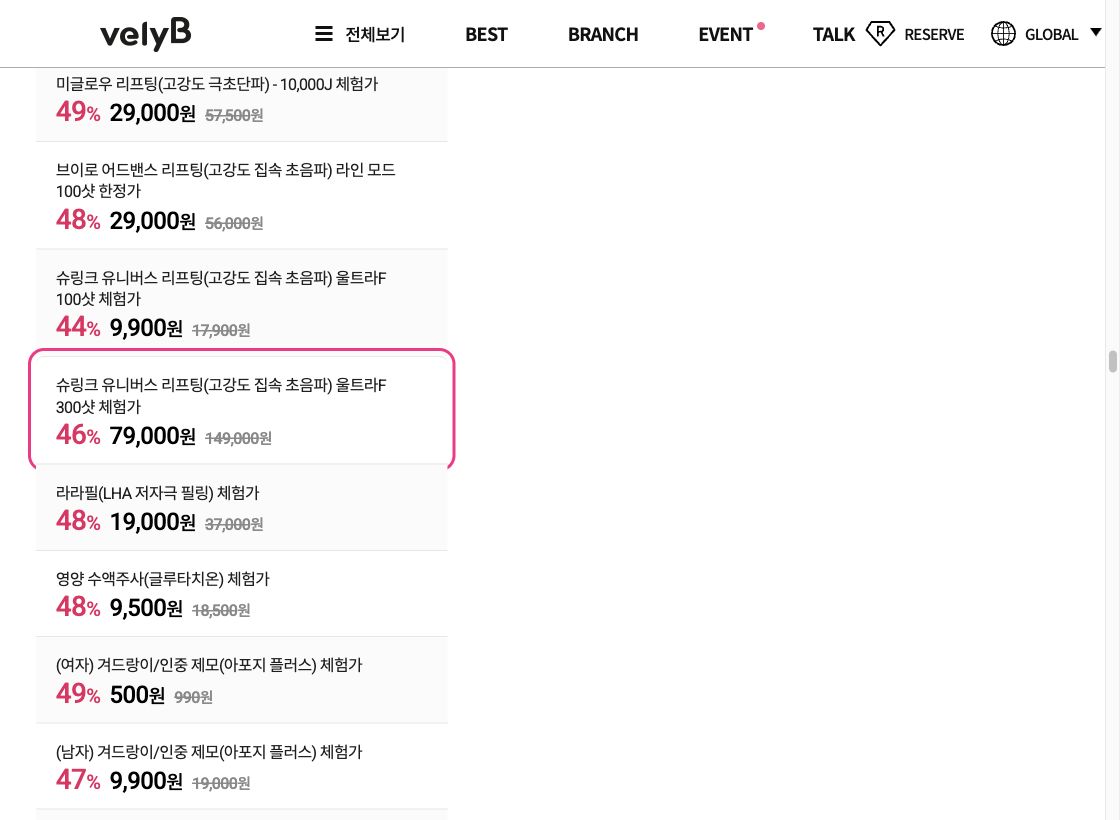 velyB
전체보기 BEST BRANCH EVENT TALK RESERVE GLOBAL
미글로우 리프팅(고강도 극초단파) - 10,000J 체험가
49% 29,000원 57,500원
브이로 어드밴스 리프팅(고강도 집속 초음파) 라인 모드
100샷 한정가
48% 29,000원 56,000원
슈링크 유니버스 리프팅(고강도 집속 초음파) 울트라F
100샷 체험가
44% 9,900원 17,900원
슈링크 유니버스 리프팅(고강도 집속 초음파) 울트라F
300샷 체험가
46% 79,000원 149,000원
라라필(LHA 저자극 필링) 체험가
48% 19,000원 37,000원
영양 수액주사(글루타치온) 체험가
48% 9,500원 18,500원
(여자) 겨드랑이/인중 제모(아포지 플러스) 체험가
49% 500원 990원
(남자) 겨드랑이/인중 제모(아포지 플러스) 체험가
47% 9,900원 19,000원